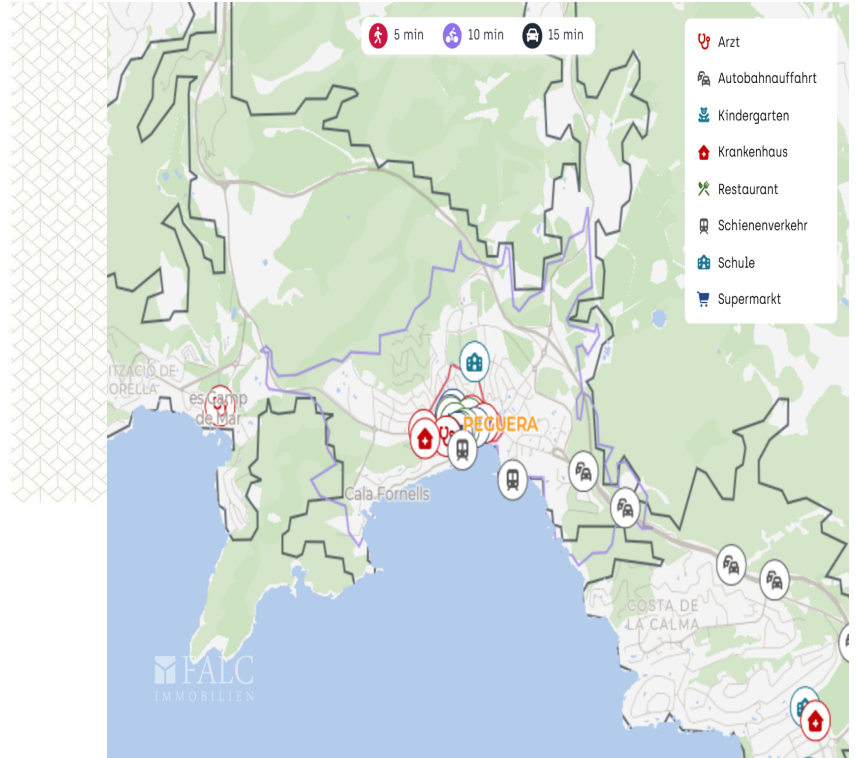 5 min
10 min
15 min
Arzt
Autobahnauffahrt
Kindergarten
Krankenhaus
Restaurant
Schienenverkehr
Schule
Supermarkt
ITZACIÓ DE
ORELLA
es Camp
de Mar
PEGUERA
Cala Fornells
COSTA DE
LA CALMA
FALC
IMMOBILIEN